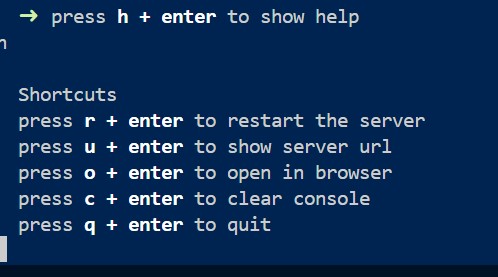 ➜ press h + enter to show help
h
Shortcuts
press r + enter to restart the server
press u + enter to show server url
press o + enter to open in browser
press c + enter to clear console
press q + enter to quit